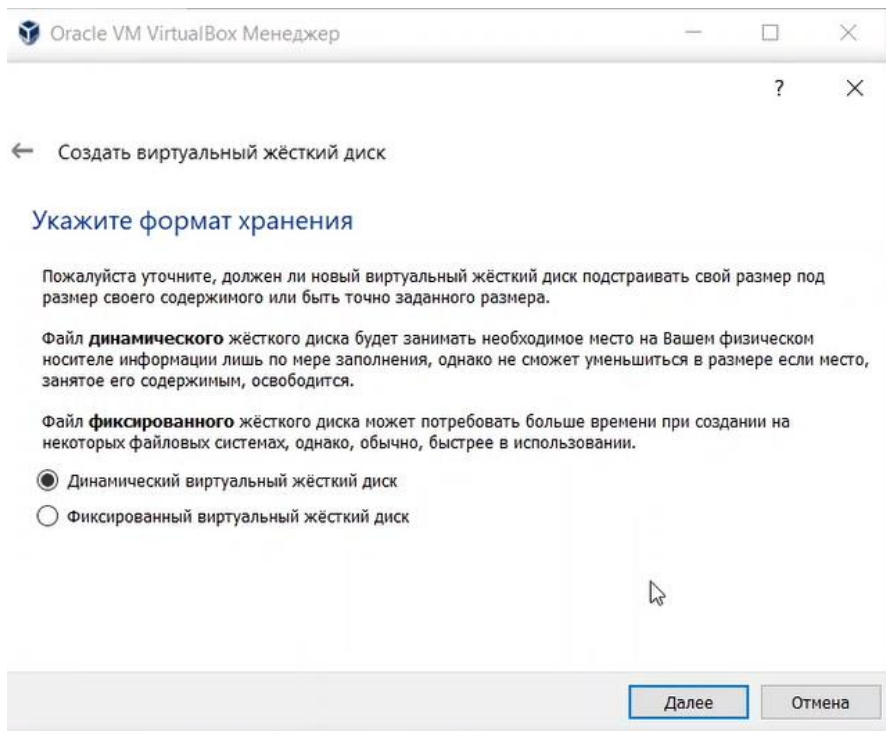 Oracle VM VirtualBox Менеджер
?
Создать виртуальный жёсткий диск
Укажите формат хранения
Пожалуйста уточните, должен ли новый виртуальный жёсткий диск подстраивать свой размер под
размер своего содержимого или быть точно заданного размера.
Файл динамического жёсткого диска будет занимать необходимое место на Вашем физическом
носителе информации лишь по мере заполнения, однако не сможет уменьшиться в размере если место,
занятое его содержимым, освободится.
Файл фиксированного жёсткого диска может потребовать больше времени при создании на
некоторых файловых системах, однако, обычно, быстрее в использовании.
Динамический виртуальный жёсткий диск
Фиксированный виртуальный жёсткий диск
Далее Отмена